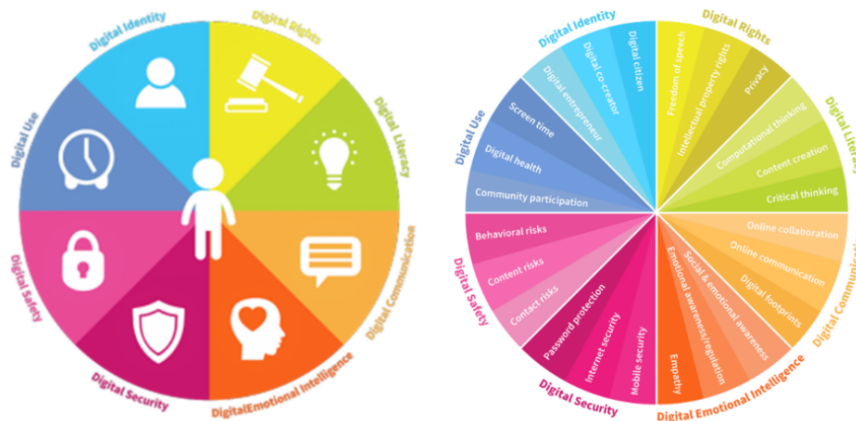 Digital Identity
Digital Rights
Digital Literacy
Digital Communication
DigitalEmotional Intelligence
Digital Security
Digital Safety
Digital Use
Digital Identity
Digital Rights
Digital Literac
Digital Communicati
Digital Emotional Intelligence
Digital Security
Digital Safety
Digital Use
Digital entrepreneur
Digital co-creator
Digital citizen
Freedom of speech
Intellectual property rights
Privacy
Computational thinking
Content creation
Critical thinking
Online collaboration
Online communication
Digital footprints
Social & emotional awareness
Emotional awareness/regulation
Empathy
Mobile security
Internet security
Password protection
Contact risks
Content risks
Behavioral risks
Community participation
Digital health
Screen time